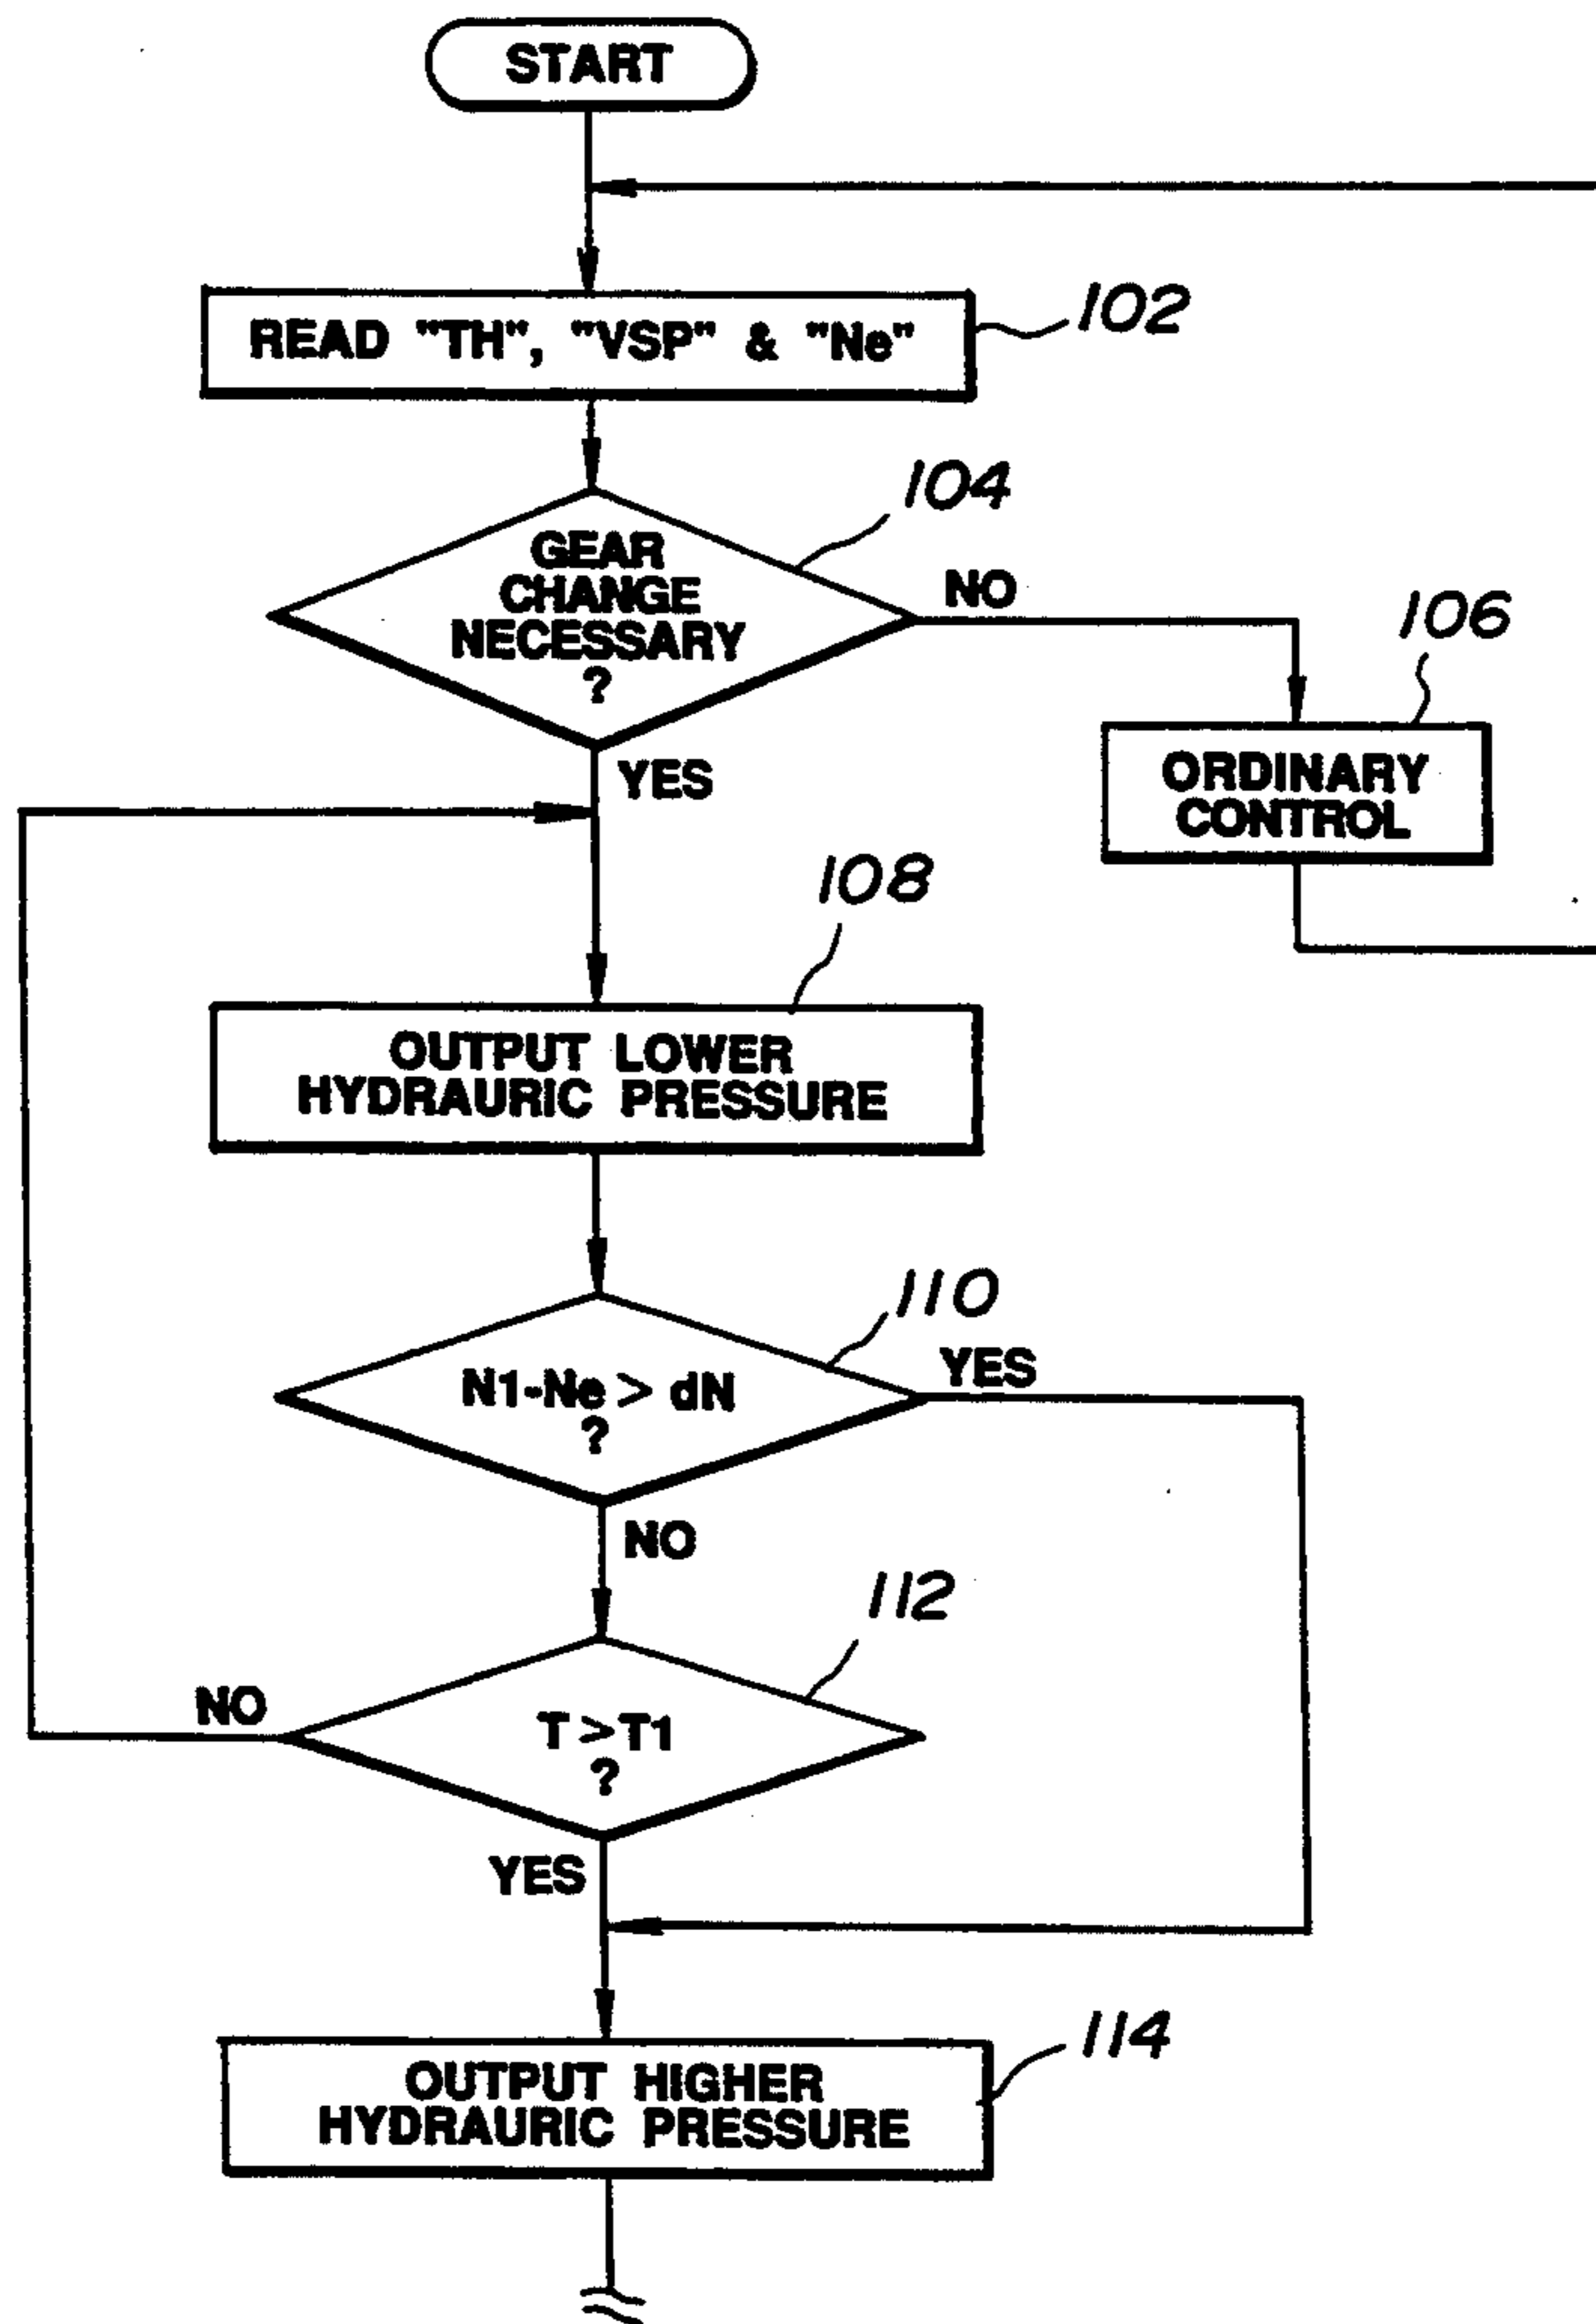 START
READ "TH", "VSP" & "Ne"
102
104
GEAR
CHANGE
NECESSARY
?
NO
106
YES
ORDINARY
CONTROL
108
OUTPUT LOWER
HYDRAURIC PRESSURE
110
N1-Ne > dN
?
YES
NO
112
NO
T > T1
?
YES
114
OUTPUT HIGHER
HYDRAURIC PRESSURE